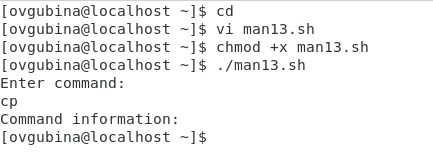 [ovgubina@localhost ~]$ cd
[ovgubina@localhost ~]$ vi man13.sh
[ovgubina@localhost ~]$ chmod +x man13.sh
[ovgubina@localhost ~]$ ./man13.sh
Enter command:
cp
Command information:
[ovgubina@localhost ~]$